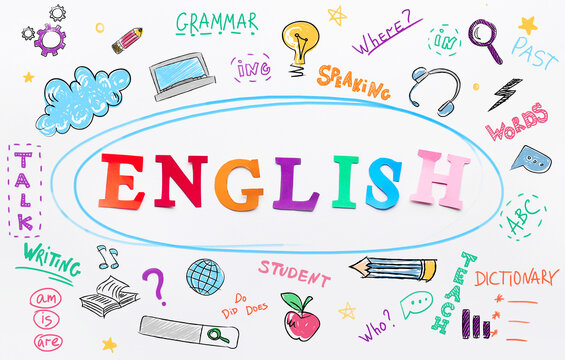 GRAMMAR
WHERE?
IN
PAST
ING
SPEAKING
WORDS
TALK
ENGLISH
ABC
WRITING
STUDENT
DICTIONARY
am
is
are
?
Do
Did Does
Who?